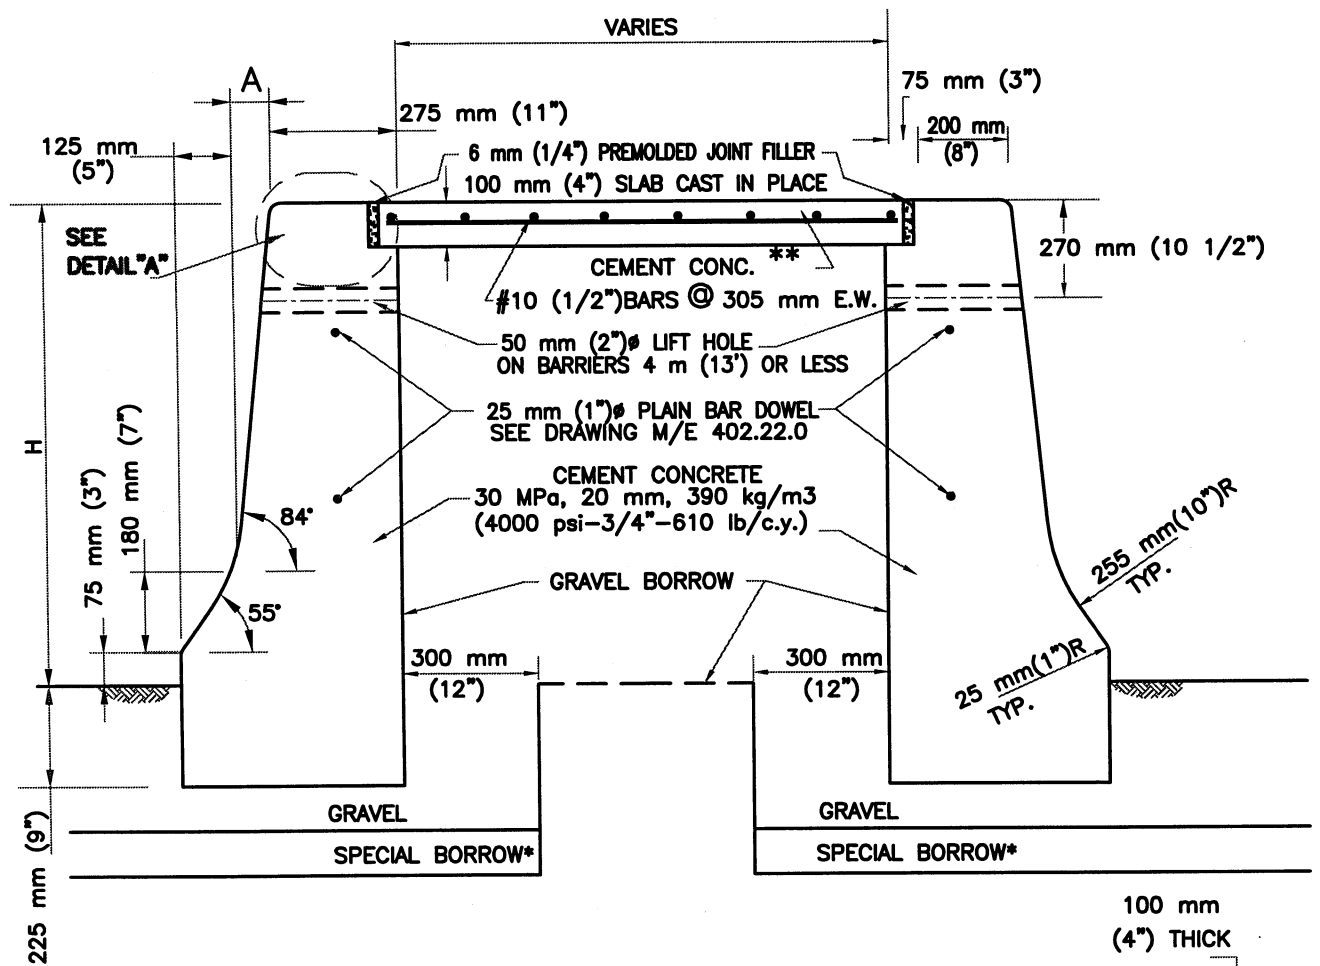 VARIES
A
75 mm (3")
275 mm (11")
200 mm
(8")
125 mm
(5")
6 mm (1/4") PREMOLDED JOINT FILLER
100 mm (4") SLAB CAST IN PLACE
SEE
DETAIL"A"
270 mm (10 1/2")
CEMENT CONC. **
#10 (1/2")BARS @ 305 mm E.W.
50 mm (2")ø LIFT HOLE
ON BARRIERS 4 m (13') OR LESS
25 mm (1")ø PLAIN BAR DOWEL
SEE DRAWING M/E 402.22.0
H
180 mm (7")
75 mm (3")
CEMENT CONCRETE
30 MPa, 20 mm, 390 kg/m3
(4000 psi-3/4"-610 lb/c.y.)
84°
255 mm(10")R
TYP.
GRAVEL BORROW
55°
300 mm
(12")
300 mm
(12")
25 mm(1")R
TYP.
GRAVEL
GRAVEL
SPECIAL BORROW*
SPECIAL BORROW*
225 mm (9")
100 mm
(4") THICK